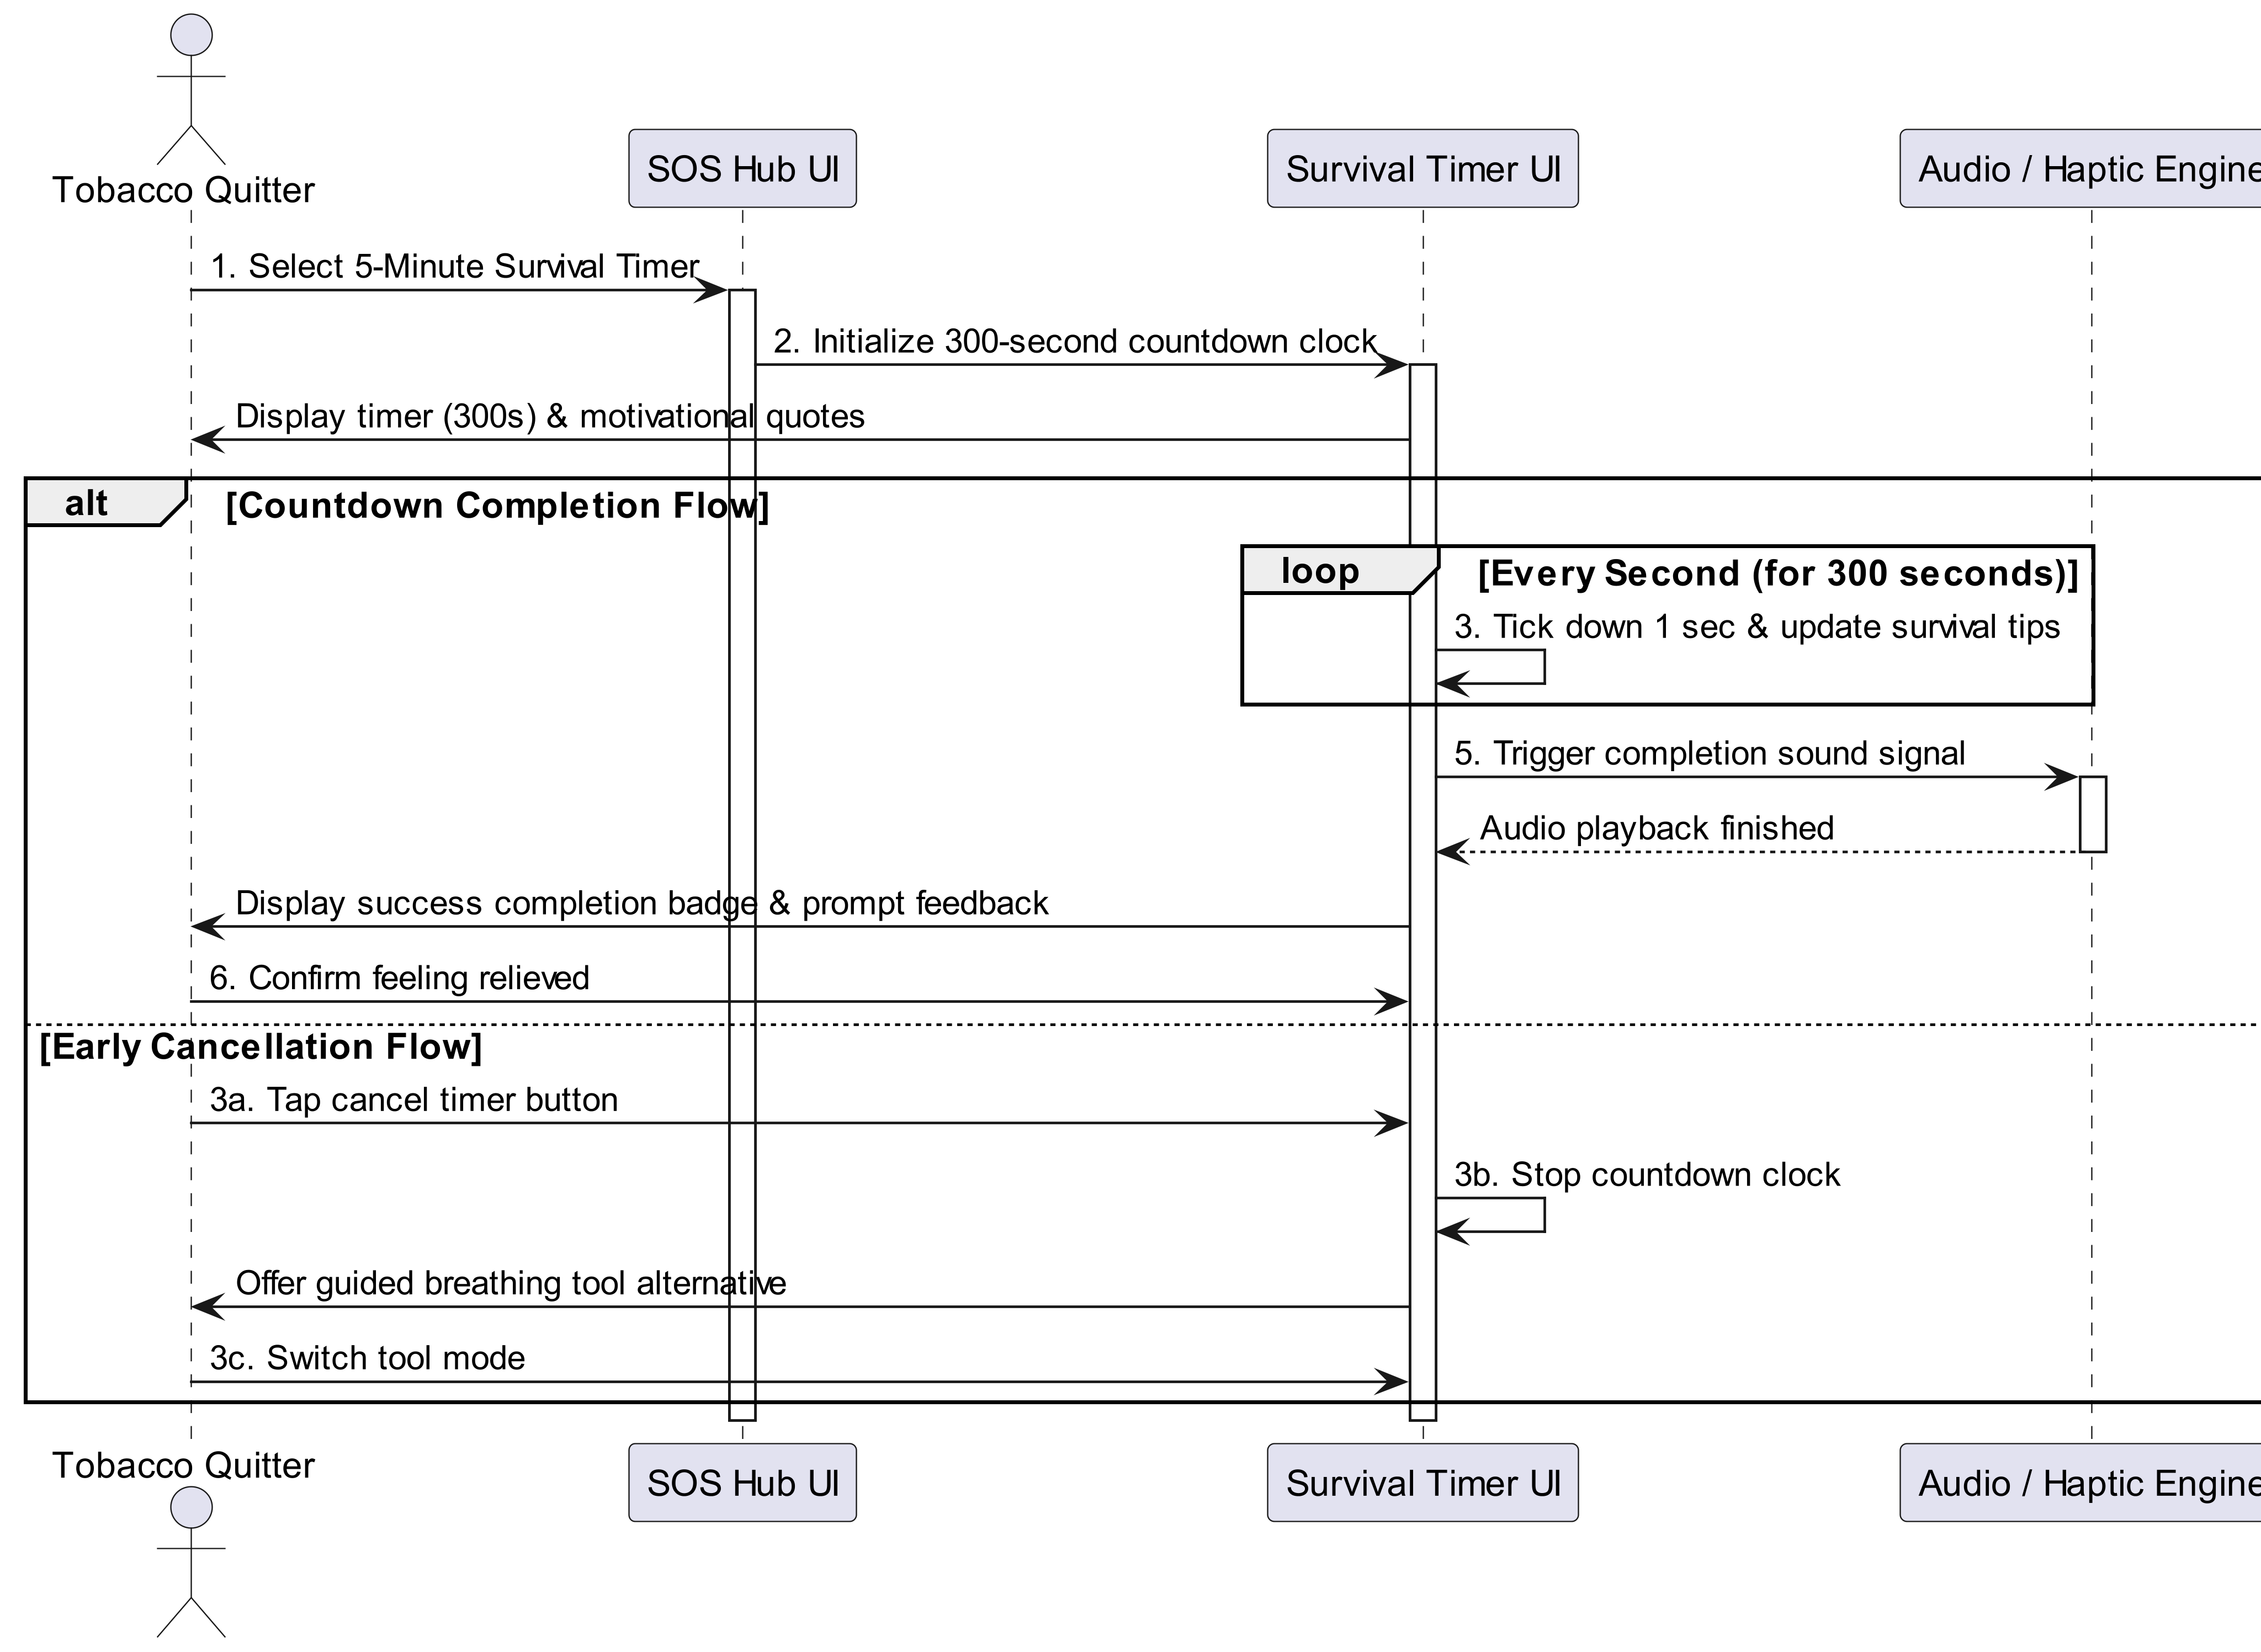 Tobacco Quitter
SOS Hub UI
Survival Timer UI
Audio / Haptic Engine
1. Select 5-Minute Survival Timer
2. Initialize 300-second countdown clock
Display timer (300s) & motivational quotes
alt
[Countdown Completion Flow]
loop
[Every Second (for 300 seconds)]
3. Tick down 1 sec & update survival tips
5. Trigger completion sound signal
Audio playback finished
Display success completion badge & prompt feedback
6. Confirm feeling relieved
[Early Cancellation Flow]
3a. Tap cancel timer button
3b. Stop countdown clock
Offer guided breathing tool alternative
3c. Switch tool mode
Tobacco Quitter
SOS Hub UI
Survival Timer UI
Audio / Haptic Engine